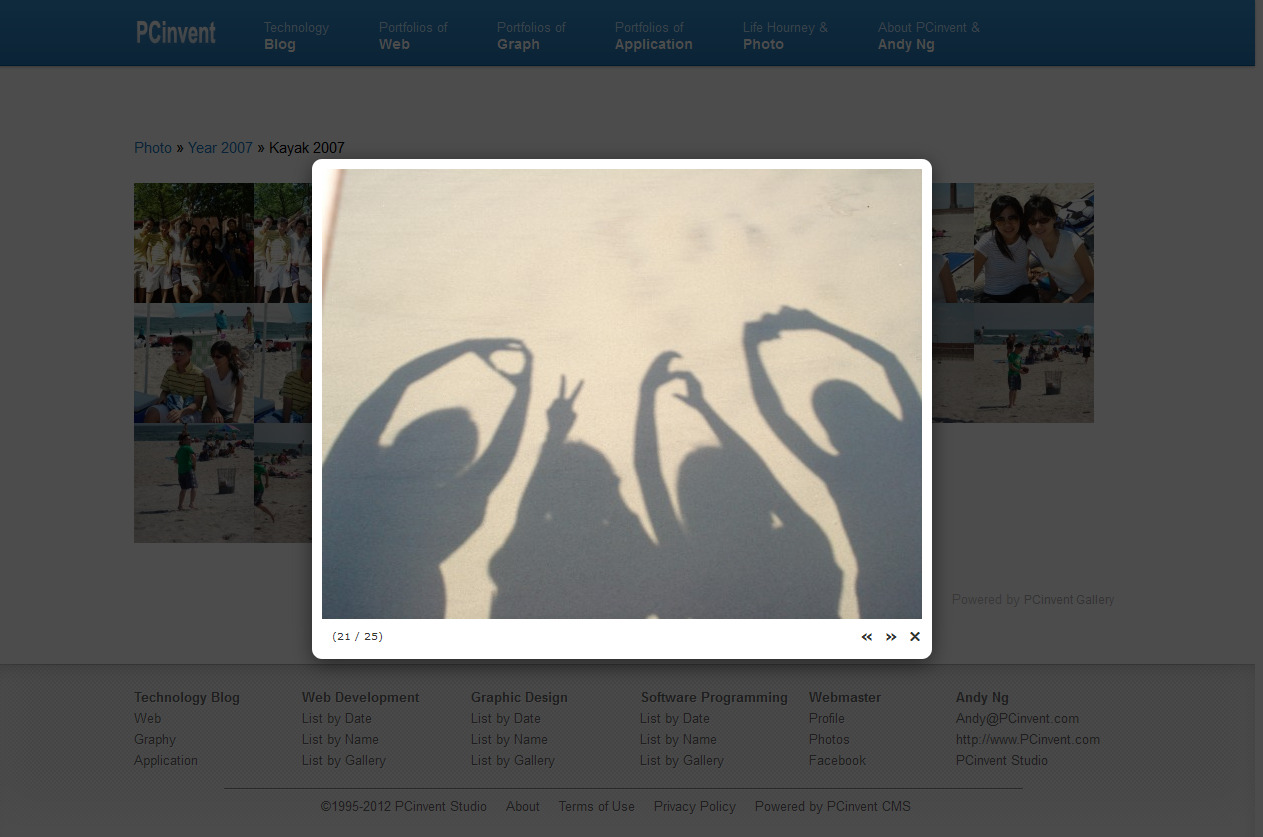 PCinvent
Technology
Blog
Portfolios of
Web
Portfolios of
Graph
Portfolios of
Application
Life Hourney &
Photo
About PCinvent &
Andy Ng
Photo » Year 2007 » Kayak 2007
(21 / 25)
« » ×
Powered by PCinvent Gallery
Technology Blog
Web
Graphy
Application
Web Development
List by Date
List by Name
List by Gallery
Graphic Design
List by Date
List by Name
List by Gallery
Software Programming
List by Date
List by Name
List by Gallery
Webmaster
Profile
Photos
Facebook
Andy Ng
Andy@PCinvent.com
http://www.PCinvent.com
PCinvent Studio
©1995-2012 PCinvent Studio About Terms of Use Privacy Policy Powered by PCinvent CMS